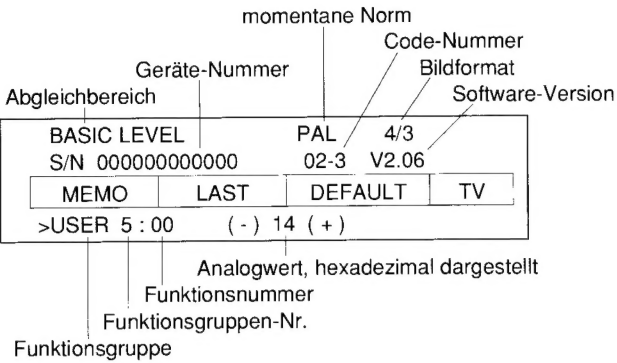 momentane Norm
Code-Nummer
Geräte-Nummer
Bildformat
Abgleichbereich
Software-Version
BASIC LEVEL PAL 4/3
S/N 000000000000 02-3 V2.06
MEMO LAST DEFAULT TV
>USER 5 : 00 ( - ) 14 ( + )
Analogwert, hexadezimal dargestellt
Funktionsnummer
Funktionsgruppen-Nr.
Funktionsgruppe